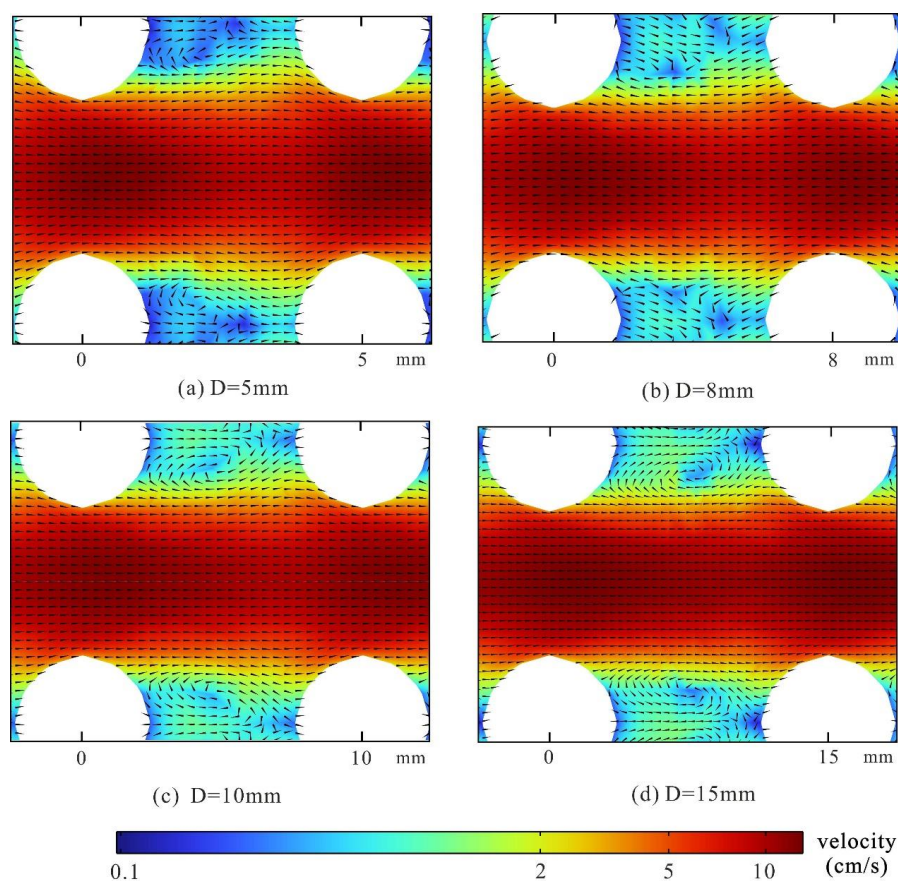 0 5 mm
(a) D=5mm
0 8 mm
(b) D=8mm
0 10 mm
(c) D=10mm
0 15 mm
(d) D=15mm
velocity
(cm/s)
0.1 2 5 10